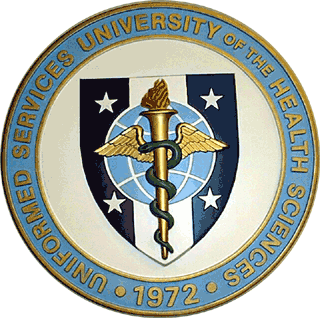 UNIFORMED SERVICES UNIVERSITY of the HEALTH SCIENCES
• 1972 •